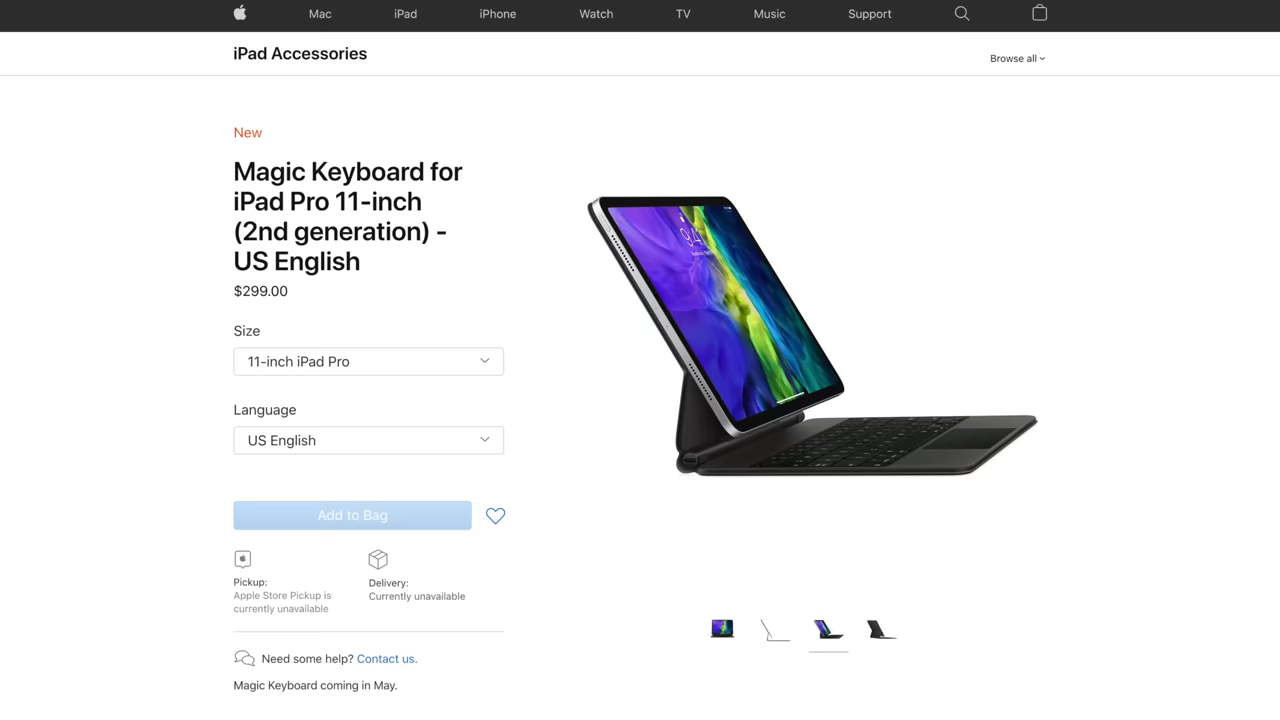 Mac iPad iPhone Watch TV Music Support
iPad Accessories
Browse all
New
Magic Keyboard for
iPad Pro 11-inch
(2nd generation) -
US English
$299.00
Size
11-inch iPad Pro
Language
US English
Add to Bag
Pickup:
Apple Store Pickup is
currently unavailable
Delivery:
Currently unavailable
Need some help? Contact us.
Magic Keyboard coming in May.
9:41